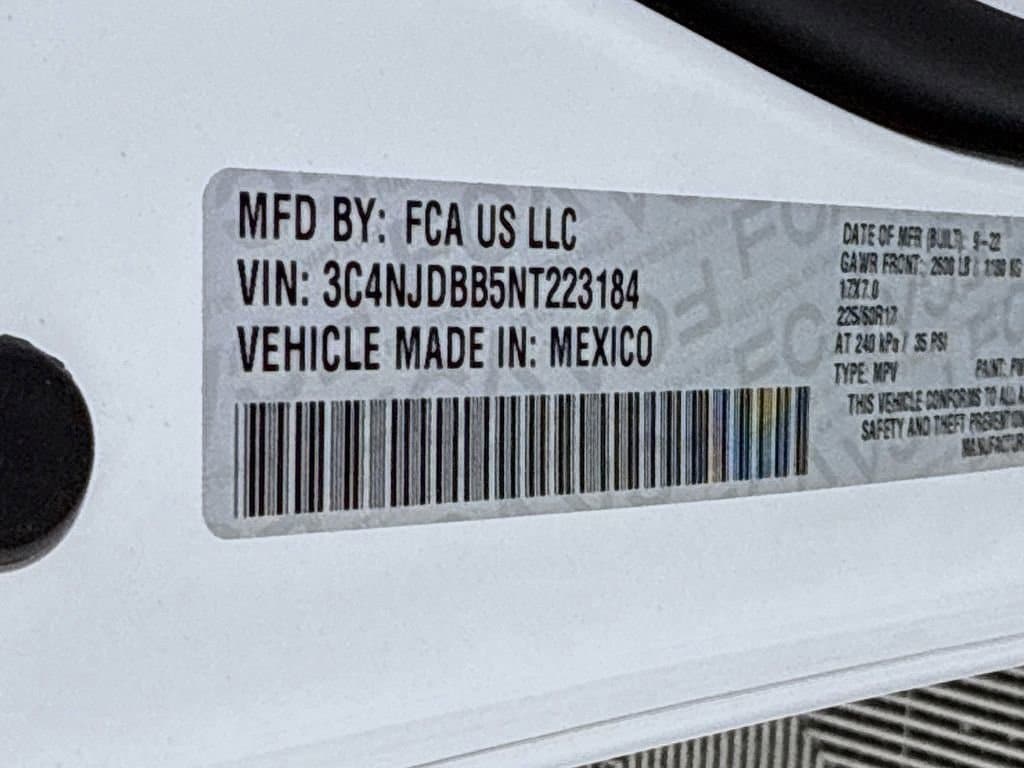 MFD BY: FCA US LLC
VIN: 3C4NJDBB5NT223184
VEHICLE MADE IN: MEXICO
DATE OF MFR (BUILT): 9-22
GAWR FRONT: LB KG
17X7.0
225/60R17
AT 240 kPa / 35 PSI
TYPE: MPV PAINT:
THIS VEHICLE CONFORMS TO ALL
SAFETY AND THEFT PREVENTION